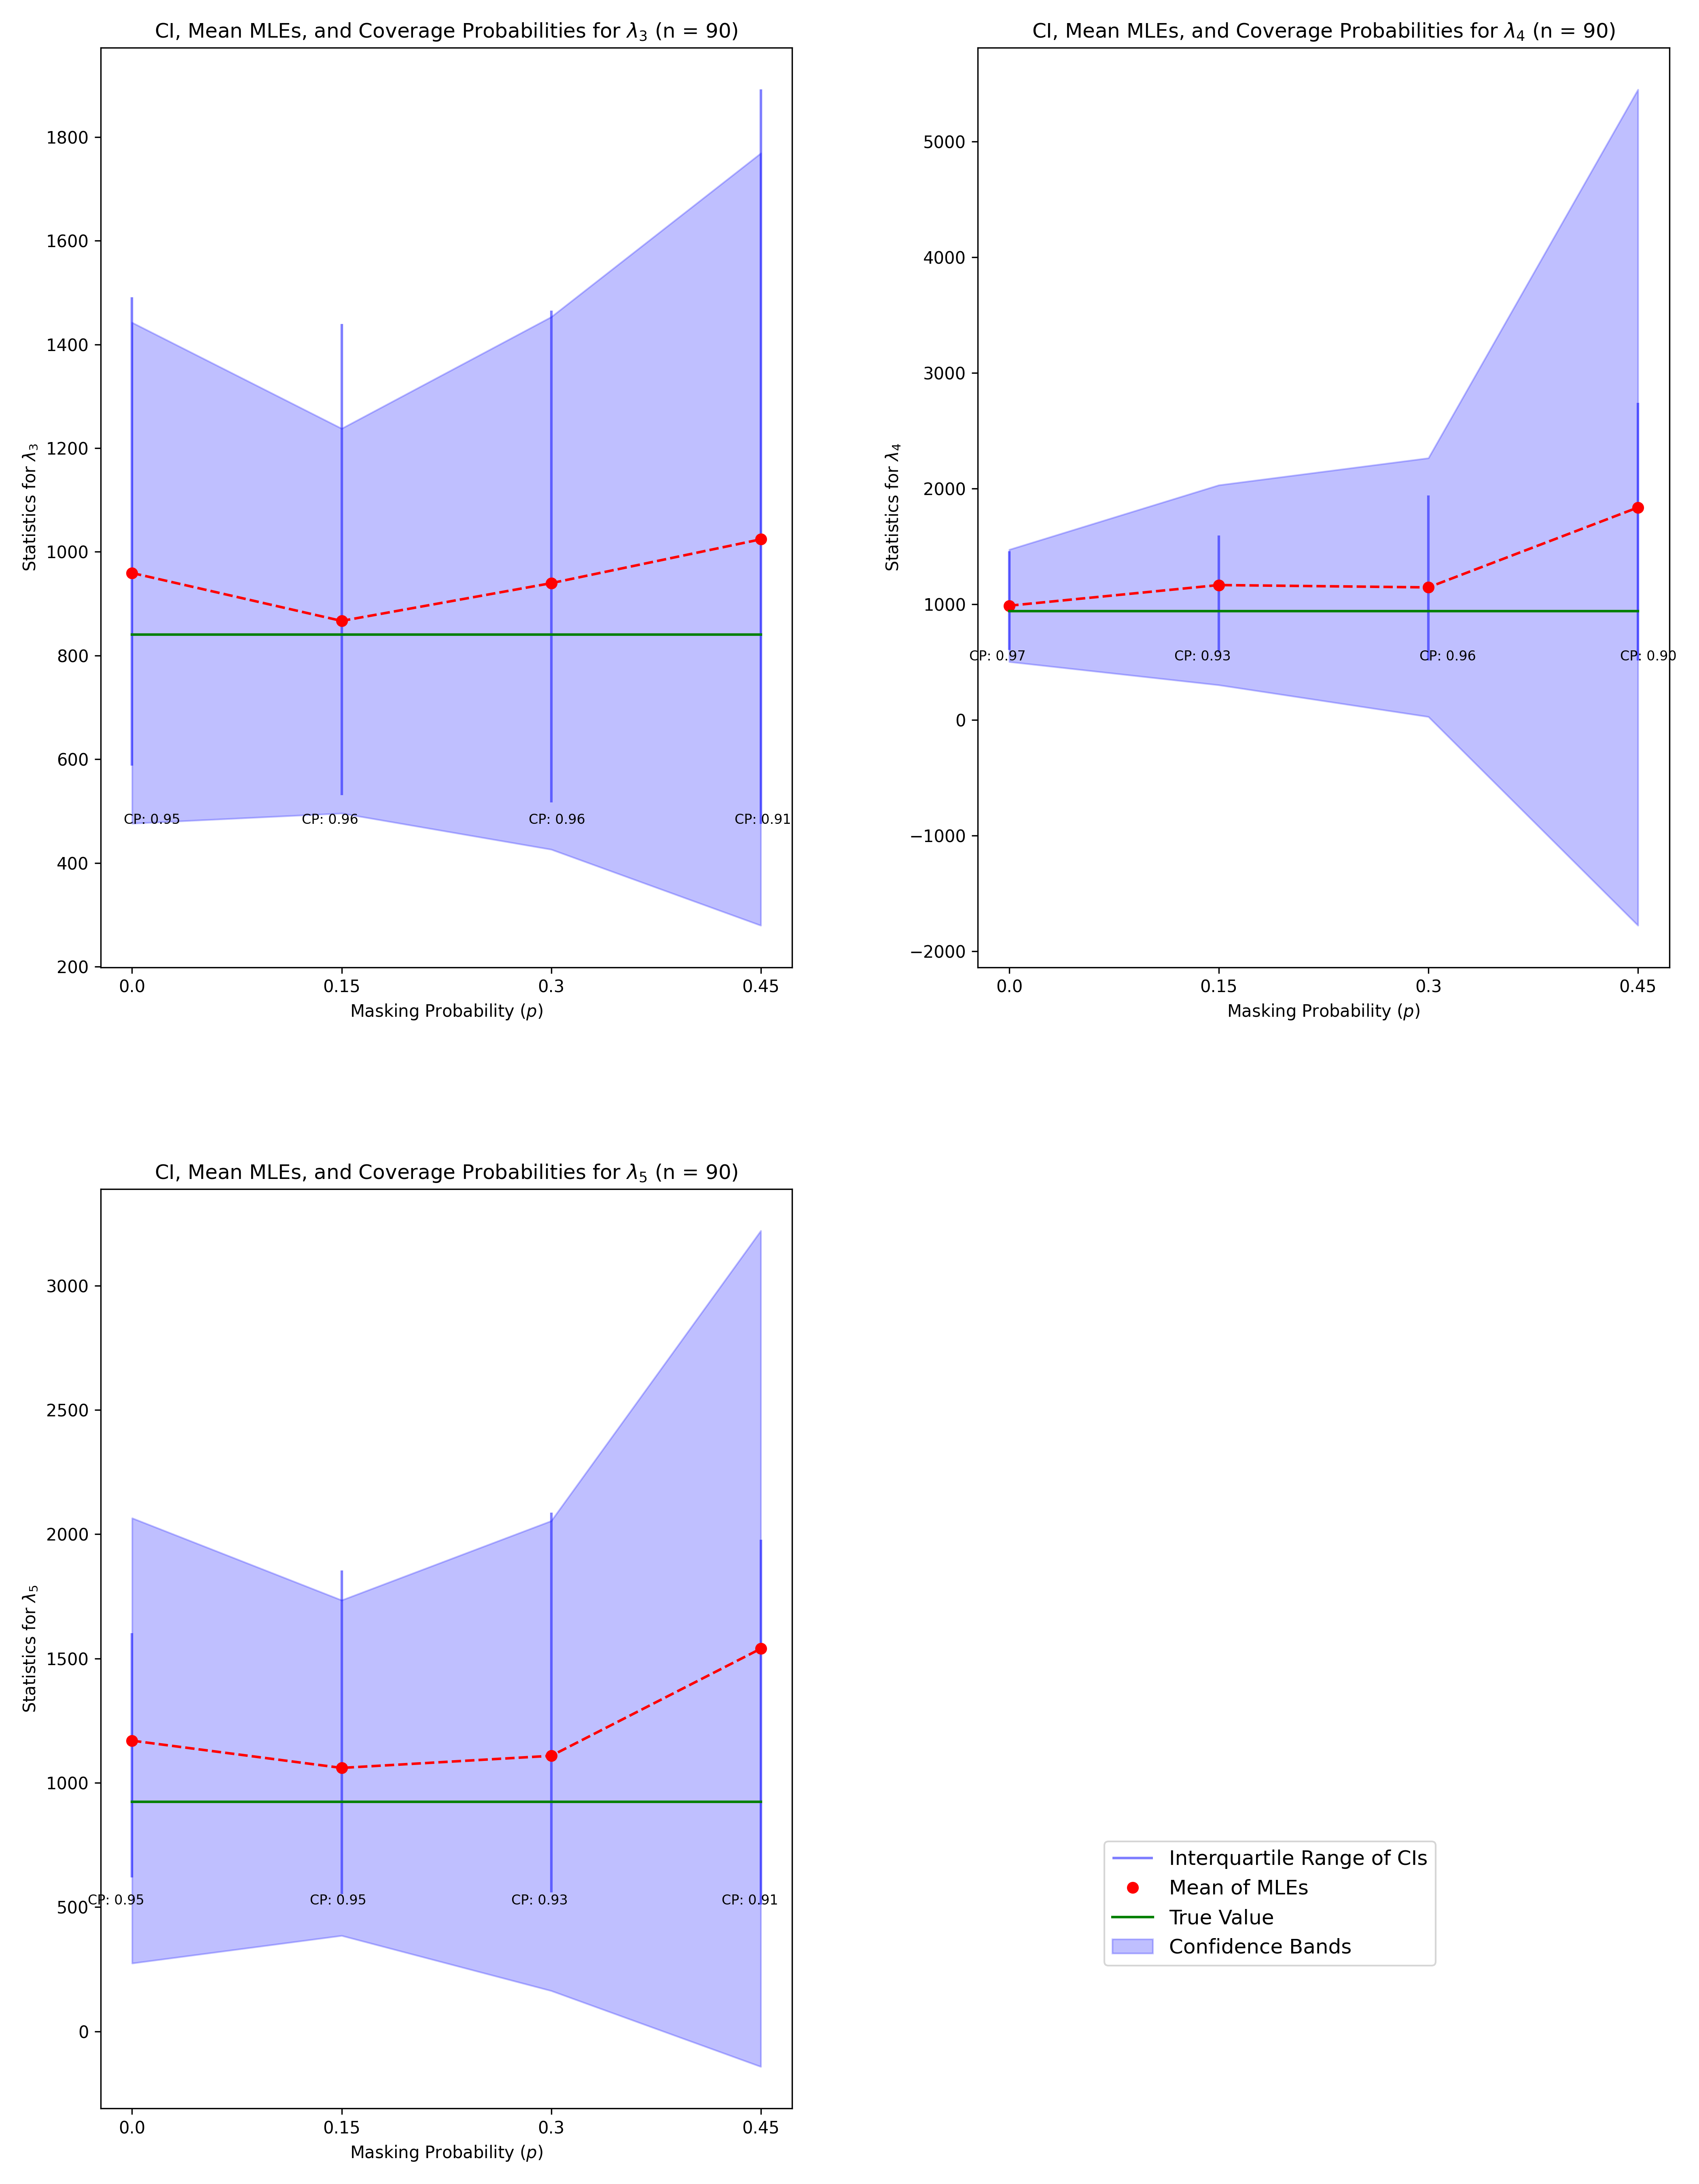 CI, Mean MLEs, and Coverage Probabilities for λ₃ (n = 90)
1800
1600
1400
1200
1000
800
600
400
200
Statistics for λ₃
CP: 0.95
CP: 0.96
CP: 0.96
CP: 0.91
0.0
0.15
0.3
0.45
Masking Probability (p)
CI, Mean MLEs, and Coverage Probabilities for λ₄ (n = 90)
5000
4000
3000
2000
1000
0
−1000
−2000
Statistics for λ₄
CP: 0.97
CP: 0.93
CP: 0.96
CP: 0.90
0.0
0.15
0.3
0.45
Masking Probability (p)
CI, Mean MLEs, and Coverage Probabilities for λ₅ (n = 90)
3000
2500
2000
1500
1000
500
0
Statistics for λ₅
CP: 0.95
CP: 0.95
CP: 0.93
CP: 0.91
0.0
0.15
0.3
0.45
Masking Probability (p)
Interquartile Range of CIs
Mean of MLEs
True Value
Confidence Bands